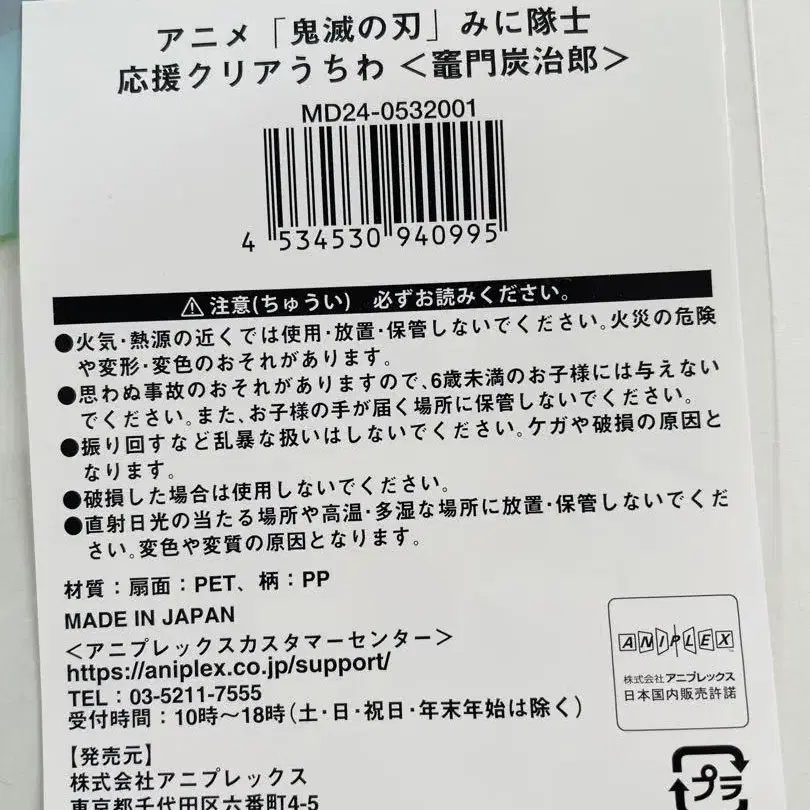 アニメ「鬼滅の刃」みに隊士
応援クリアうちわ＜竈門炭治郎＞
MD24-0532001
4 534530 940995
⚠ 注意(ちゅうい) 必ずお読みください。
●火気・熱源の近くでは使用・放置・保管しないでください。火災の危険
や変形・変色のおそれがあります。
●思わぬ事故のおそれがありますので、6歳未満のお子様には与えない
でください。また、お子様の手が届く場所に保管しないでください。
●振り回すなど乱暴な扱いはしないでください。ケガや破損の原因と
なります。
●破損した場合は使用しないでください。
●直射日光の当たる場所や高温・多湿な場所に放置・保管しないでくだ
さい。変色や変質の原因となります。
材質：扇面：PET、柄：PP
MADE IN JAPAN
＜アニプレックスカスタマーセンター＞
https://aniplex.co.jp/support/
TEL：03-5211-7555
受付時間：10時〜18時(土・日・祝日・年末年始は除く)
ANIPLEX
株式会社アニプレックス
日本国内販売許諾
【発売元】
株式会社アニプレックス
東京都千代田区六番町4-5
プラ